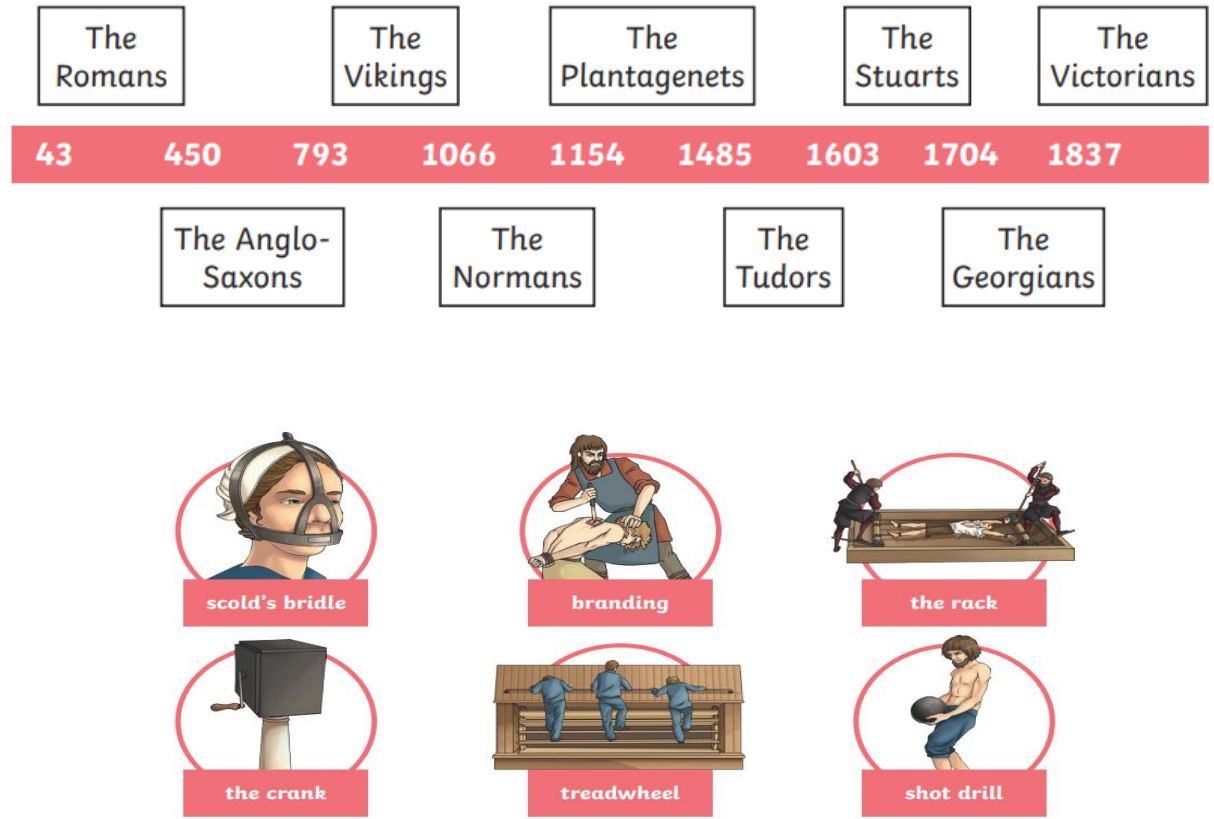 The
Romans
The
Vikings
The
Plantagenets
The
Stuarts
The
Victorians
43 450 793 1066 1154 1485 1603 1704 1837
The Anglo-
Saxons
The
Normans
The
Tudors
The
Georgians
scold's bridle
branding
the rack
the crank
treadwheel
shot drill